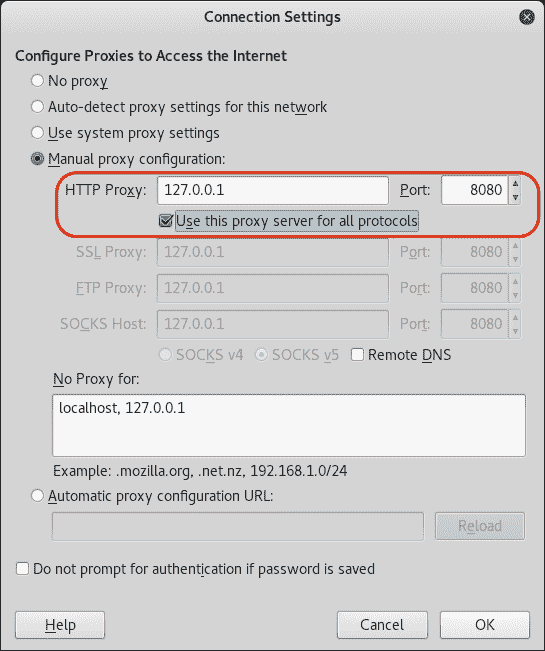 Connection Settings
Configure Proxies to Access the Internet
No proxy
Auto-detect proxy settings for this network
Use system proxy settings
Manual proxy configuration:
HTTP Proxy: 127.0.0.1 Port: 8080
Use this proxy server for all protocols
SSL Proxy: 127.0.0.1 Port: 8080
FTP Proxy: 127.0.0.1 Port: 8080
SOCKS Host: 127.0.0.1 Port: 8080
SOCKS v4 SOCKS v5 Remote DNS
No Proxy for:
localhost, 127.0.0.1
Example: .mozilla.org, .net.nz, 192.168.1.0/24
Automatic proxy configuration URL:
Reload
Do not prompt for authentication if password is saved
Help Cancel OK